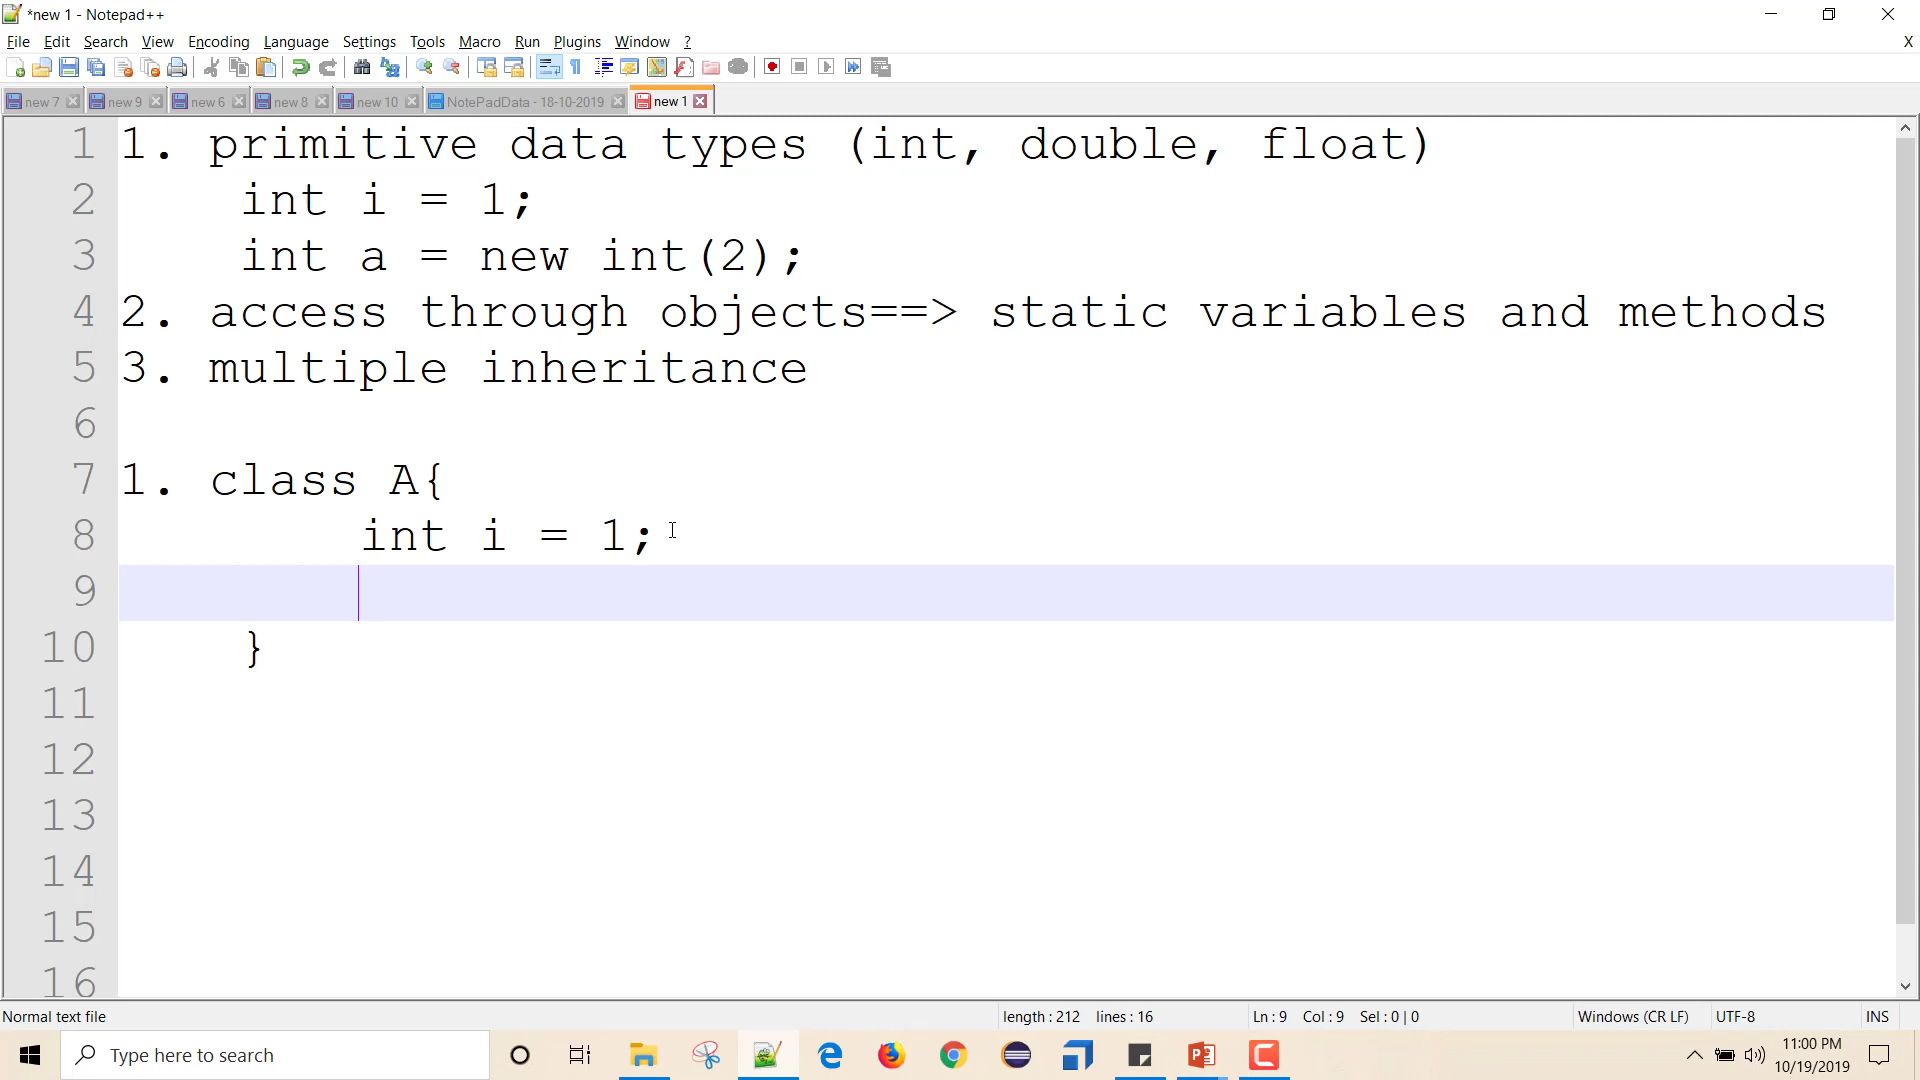 *new 1 - Notepad++
File Edit Search View Encoding Language Settings Tools Macro Run Plugins Window ? X
new 7 new 9 new 6 new 8 new 10 NotePadData - 18-10-2019 new 1
1 1. primitive data types (int, double, float)
2 int i = 1;
3 int a = new int(2);
4 2. access through objects==> static variables and methods
5 3. multiple inheritance
6
7 1. class A{
8 int i = 1;
9
10 }
11
12
13
14
15
16
Normal text file length : 212 lines : 16 Ln : 9 Col : 9 Sel : 0 | 0 Windows (CR LF) UTF-8 INS
Type here to search
11:00 PM
10/19/2019